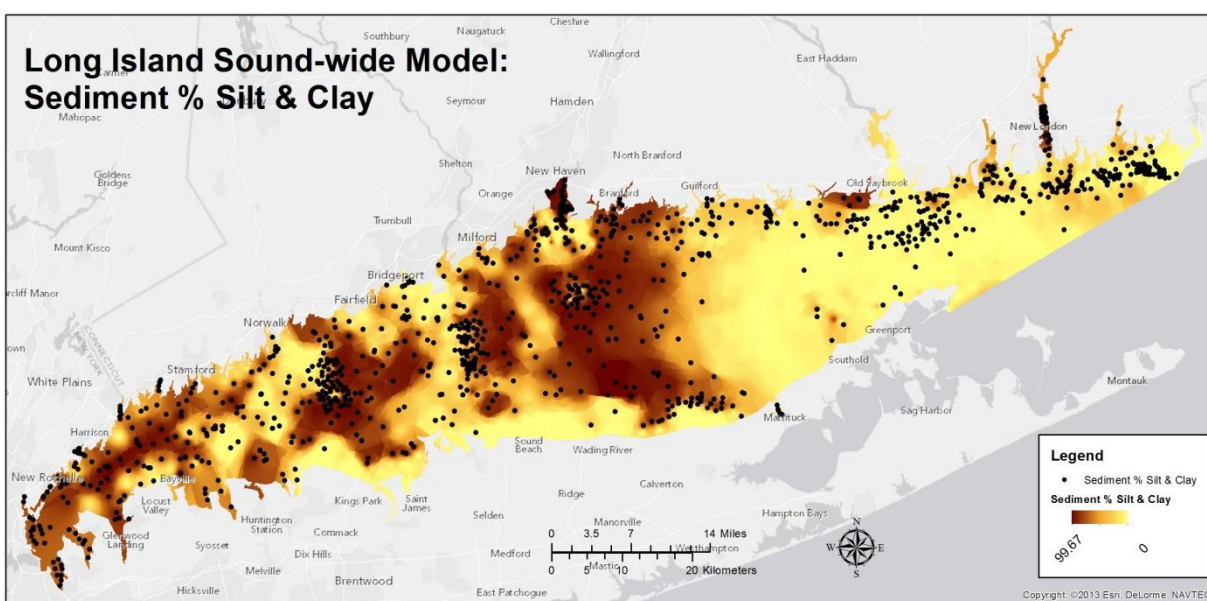 Long Island Sound-wide Model:
Sediment % Silt & Clay
Cheshire
Southbury
Naugatuck
Wallingford
East Haddam
Carmel
Seymour
Hamden
Mahopac
New London
Shelton
North Branford
Goldens
Bridge
New Haven
Orange
Branford
Guilford
Old Saybrook
Trumbull
Milford
Mount Kisco
Bridgeport
Fairfield
Norwalk
Greenport
CONNECTICUT
NEW YORK
Southold
White Plains
Stamford
Montauk
Mattituck
Sag Harbor
Harrison
Sound
Beach
Wading River
New Rochelle
Bayville
Kings Park
Saint
James
Ridge
Calverton
Locust
Valley
Huntington
Station
Selden
Hampton Bays
Glenwood
Landing
Commack
Manorville
Syosset
Dix Hills
Medford
Westhampton
Mastic
Melville
Brentwood
Hicksville
East Patchogue
0 3.5 7 14 Miles
0 5 10 20 Kilometers
N
W E
S
Legend
Sediment % Silt & Clay
Sediment % Silt & Clay
99.67 0
Copyright: ©2013 Esri, DeLorme, NAVTEQ